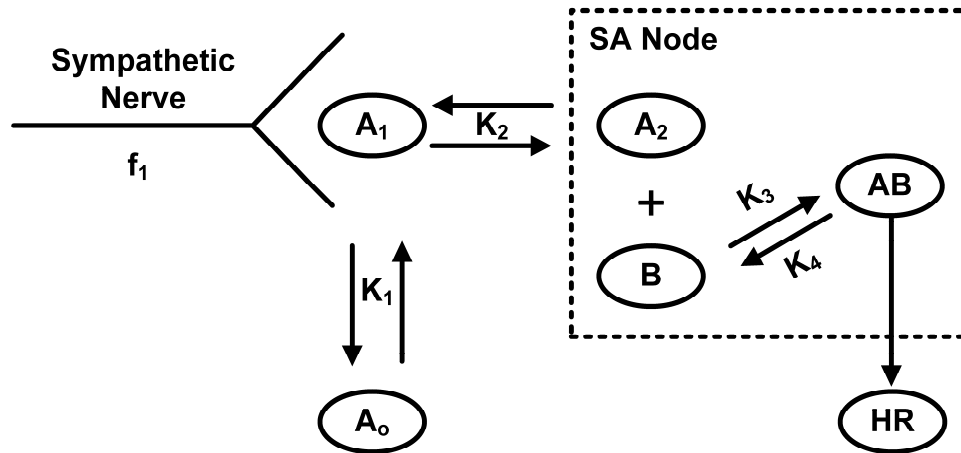 SA Node
Sympathetic
Nerve
f₁
A₁
K₂
A₂
+
B
K₃
K₄
AB
K₁
Aₒ
HR